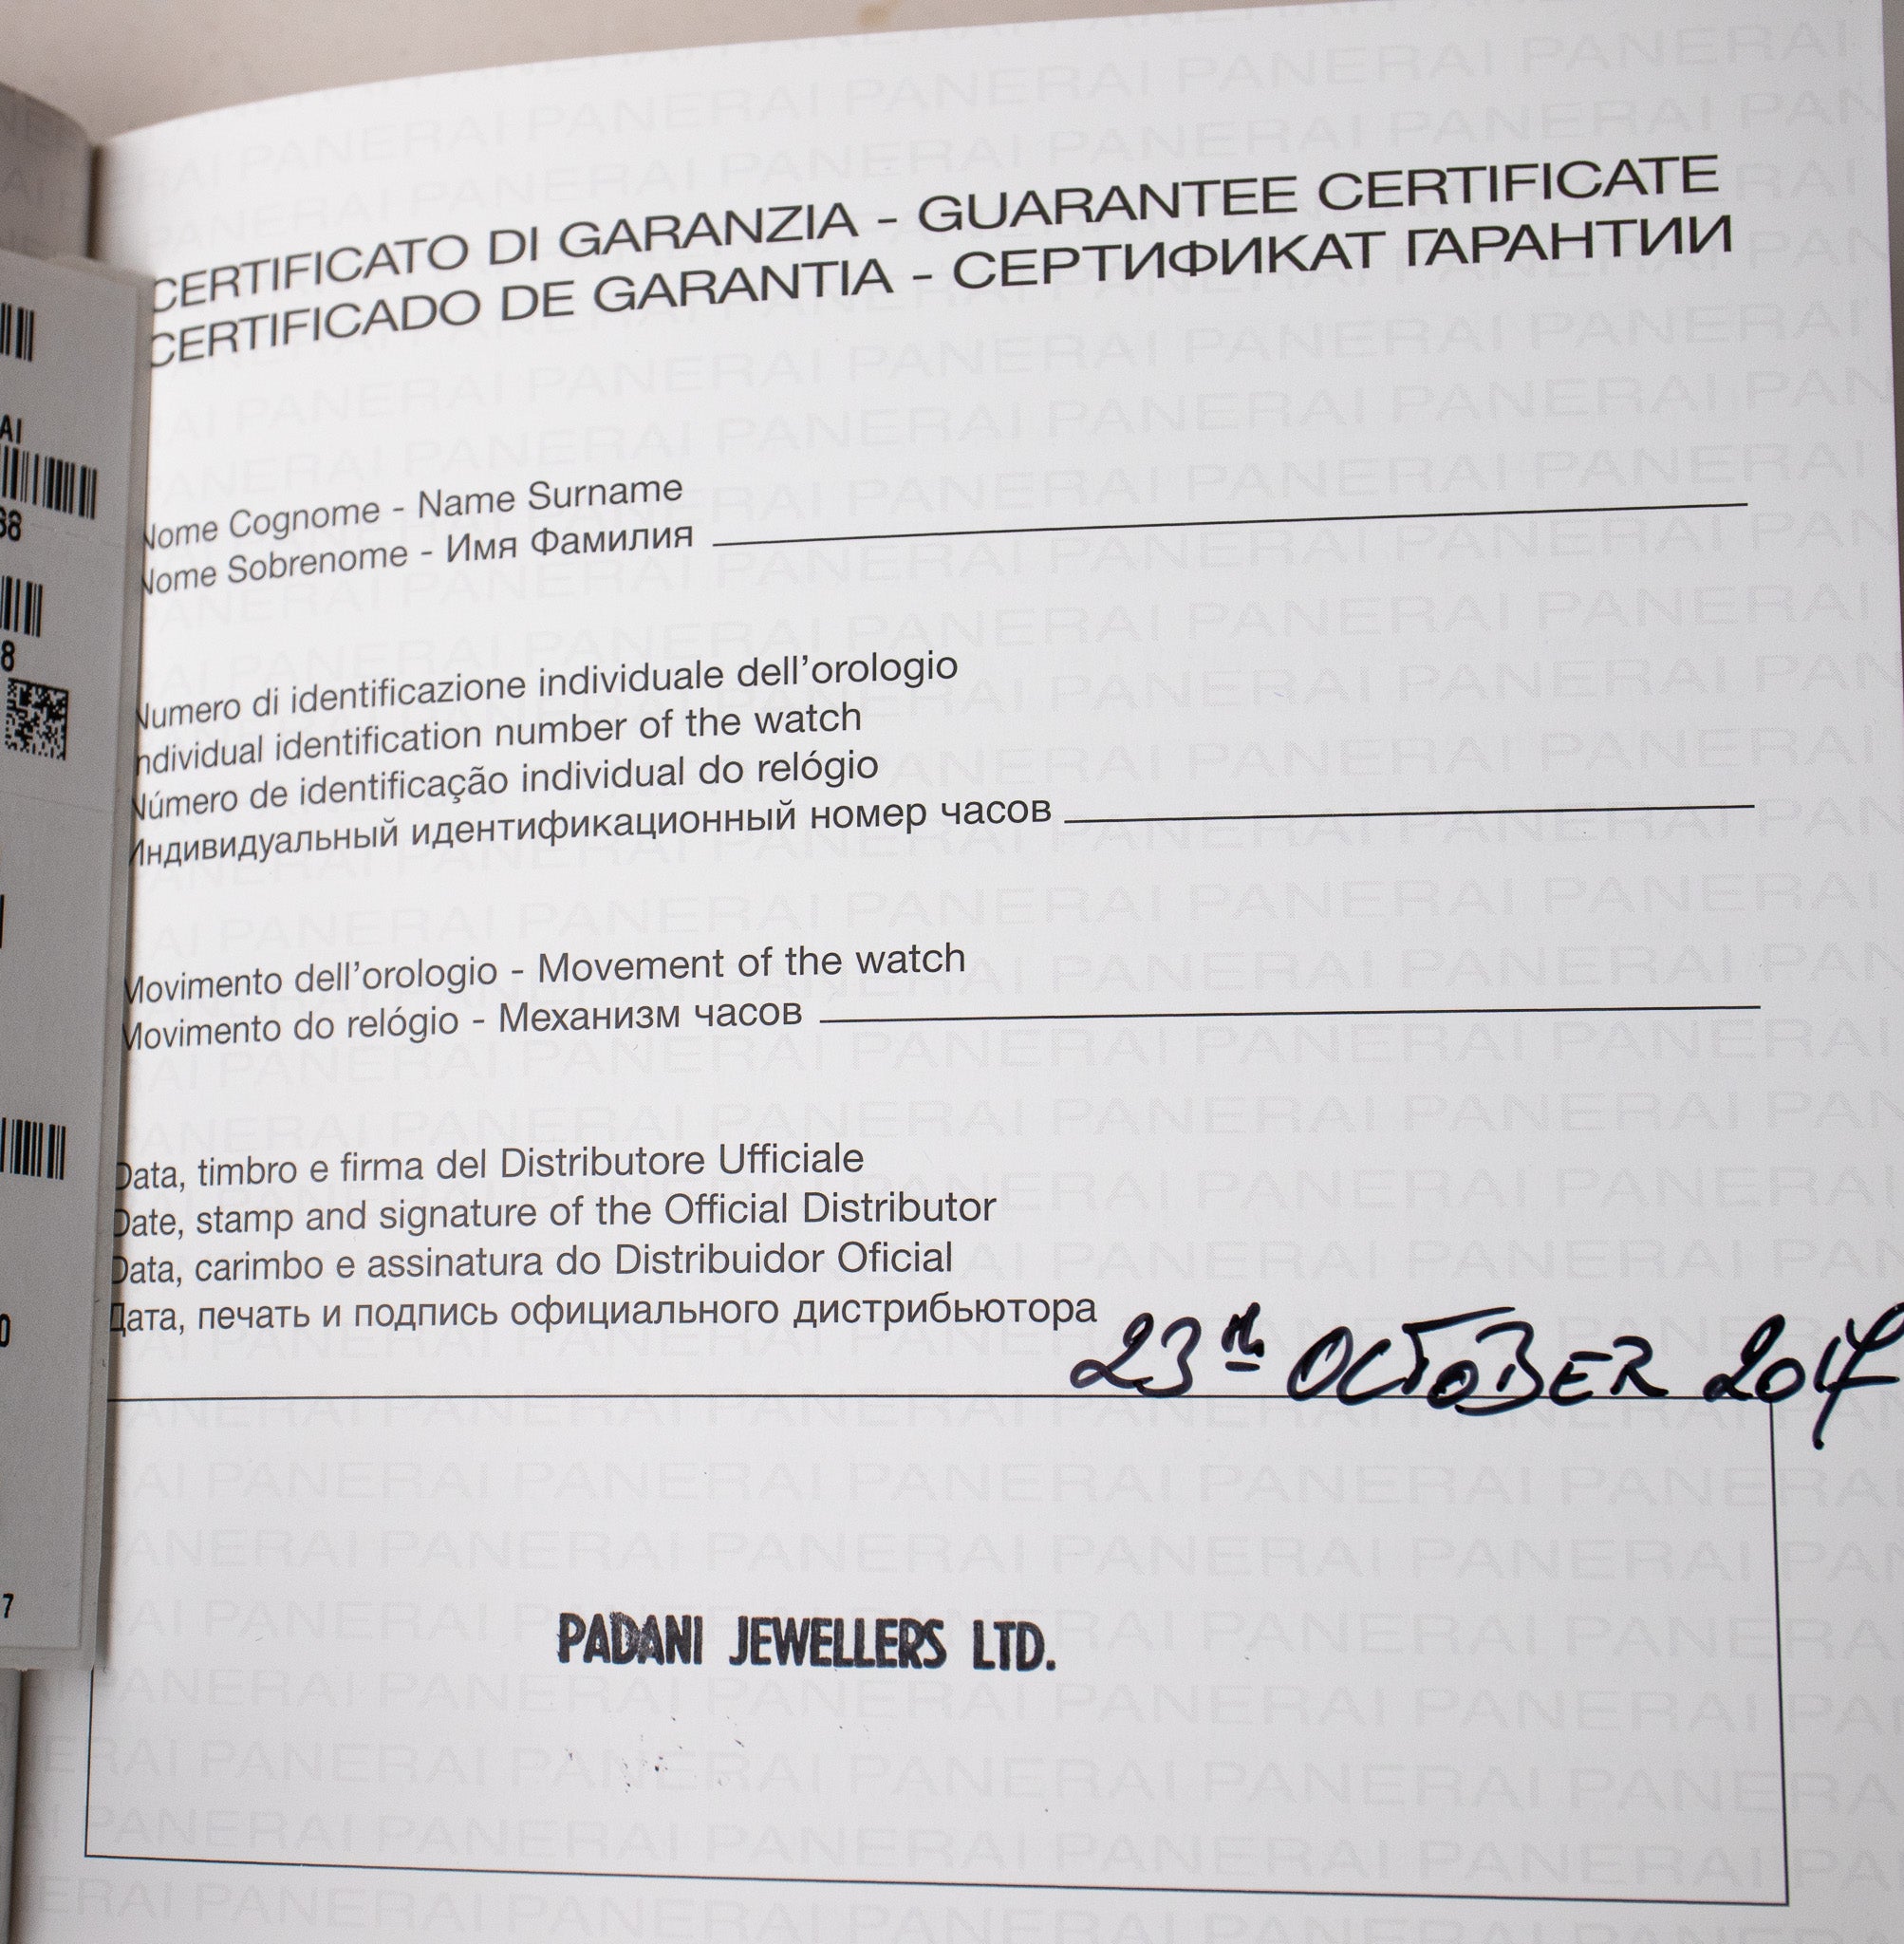 CERTIFICATO DI GARANZIA - GUARANTEE CERTIFICATE
CERTIFICADO DE GARANTIA - СЕРТИФИКАТ ГАРАНТИИ
Nome Cognome - Name Surname
Nome Sobrenome - Имя Фамилия
Numero di identificazione individuale dell'orologio
Individual identification number of the watch
Número de identificação individual do relógio
Индивидуальный идентификационный номер часов
Movimento dell'orologio - Movement of the watch
Movimento do relógio - Механизм часов
Data, timbro e firma del Distributore Ufficiale
Date, stamp and signature of the Official Distributor
Data, carimbo e assinatura do Distribuidor Oficial
Дата, печать и подпись официального дистрибьютора
23th OCTOBER 2017
PADANI JEWELLERS LTD.